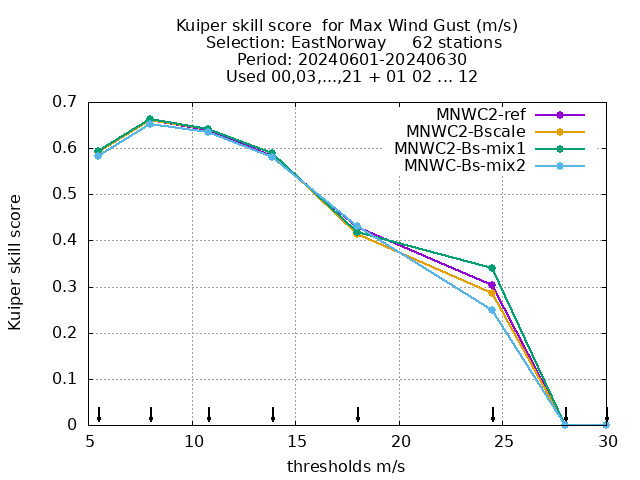 Kuiper skill score  for Max Wind Gust (m/s)
Selection: EastNorway     62 stations
Period: 20240601-20240630
Used 00,03,...,21 + 01 02 ... 12
MNWC2-ref
MNWC2-Bscale
MNWC2-Bs-mix1
MNWC-Bs-mix2
0.7
0.6
0.5
0.4
0.3
0.2
0.1
0
Kuiper skill score
5 10 15 20 25 30
thresholds m/s